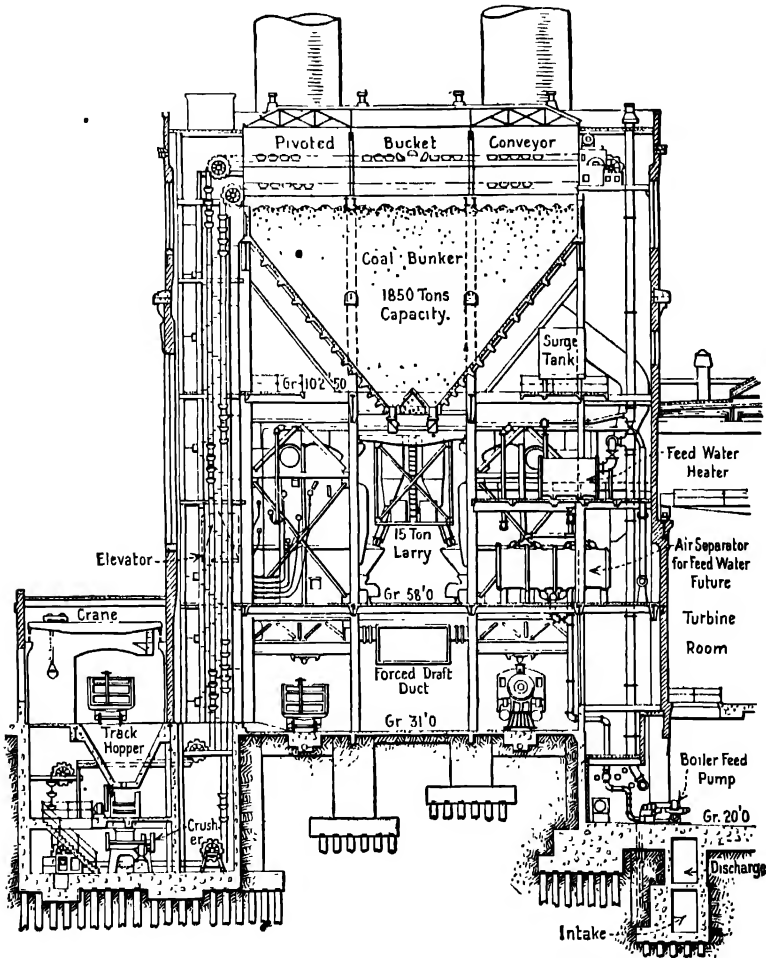 Pivoted Bucket Conveyor
Coal Bunker
1850 Tons
Capacity.
Surge
Tank
Gr. 102'50
Feed Water
Heater
15 Ton
Larry
Elevator
Air Separator
for Feed Water
Future
Gr 58'0
Crane
Turbine
Room
Forced Draft
Duct
Gr 31'0
Track
Hopper
Boiler Feed
Pump
Gr. 20'0
Crush
er
Discharge
Intake